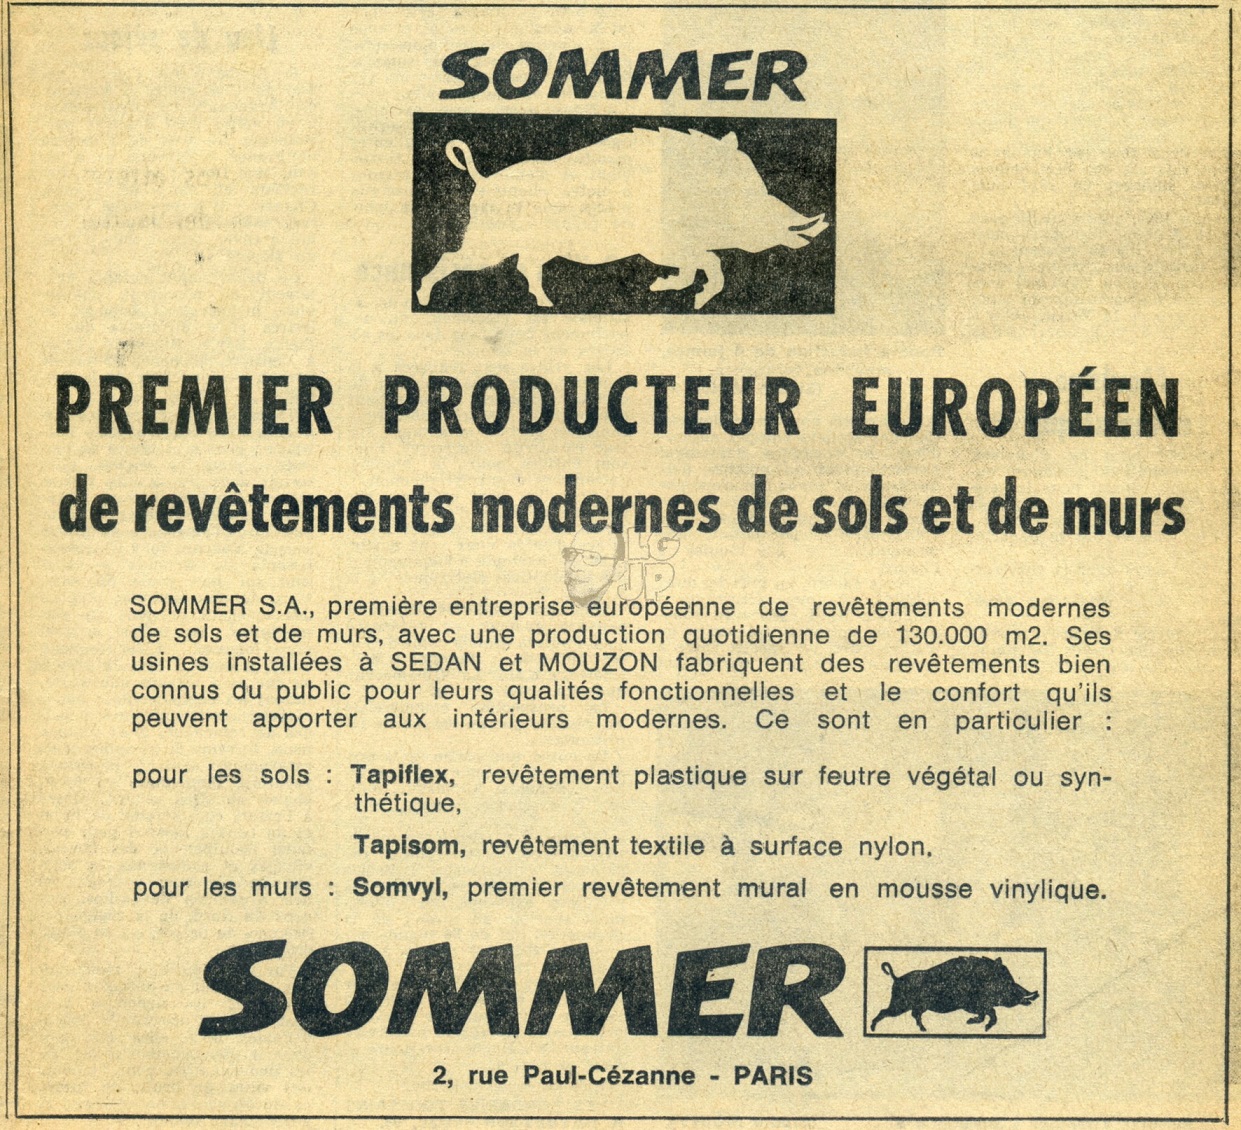 SOMMER
PREMIER PRODUCTEUR EUROPÉEN
de revêtements modernes de sols et de murs
LG
JP
SOMMER S.A., première entreprise européenne de revêtements modernes
de sols et de murs, avec une production quotidienne de 130.000 m2. Ses
usines installées à SEDAN et MOUZON fabriquent des revêtements bien
connus du public pour leurs qualités fonctionnelles et le confort qu'ils
peuvent apporter aux intérieurs modernes. Ce sont en particulier :
pour les sols : Tapiflex, revêtement plastique sur feutre végétal ou syn-
thétique,
Tapisom, revêtement textile à surface nylon.
pour les murs : Somvyl, premier revêtement mural en mousse vinylique.
SOMMER
2, rue Paul-Cézanne - PARIS